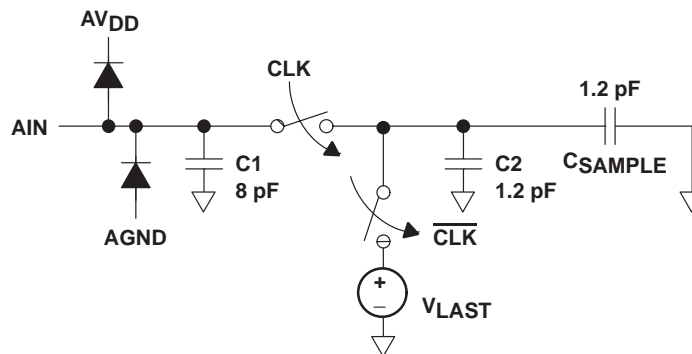 AVDD
CLK
1.2 pF
AIN
C1
8 pF
C2
1.2 pF
CSAMPLE
AGND
CLK
+
−
VLAST